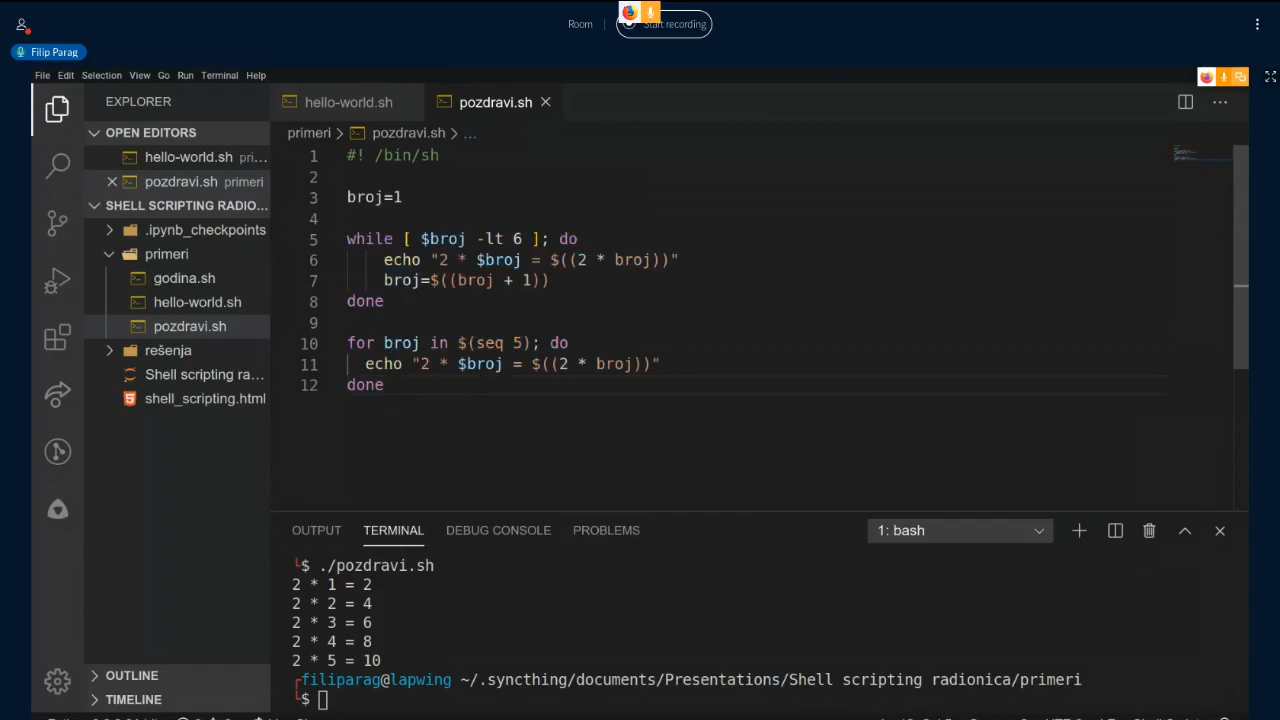 Room
Start recording
Filip Parag
File Edit Selection View Go Run Terminal Help
EXPLORER
OPEN EDITORS
hello-world.sh pri...
pozdravi.sh primeri
SHELL SCRIPTING RADIO...
.ipynb_checkpoints
primeri
godina.sh
hello-world.sh
pozdravi.sh
rešenja
Shell scripting ra...
shell_scripting.html
OUTLINE
TIMELINE
hello-world.sh pozdravi.sh
primeri > pozdravi.sh > ...
1 #! /bin/sh
2
3 broj=1
4
5 while [ $broj -lt 6 ]; do
6 echo "2 * $broj = $((2 * broj))"
7 broj=$((broj + 1))
8 done
9
10 for broj in $(seq 5); do
11 echo "2 * $broj = $((2 * broj))"
12 done
OUTPUT TERMINAL DEBUG CONSOLE PROBLEMS 1: bash
$ ./pozdravi.sh
2 * 1 = 2
2 * 2 = 4
2 * 3 = 6
2 * 4 = 8
2 * 5 = 10
filiparag@lapwing ~/.syncthing/documents/Presentations/Shell scripting radionica/primeri
$